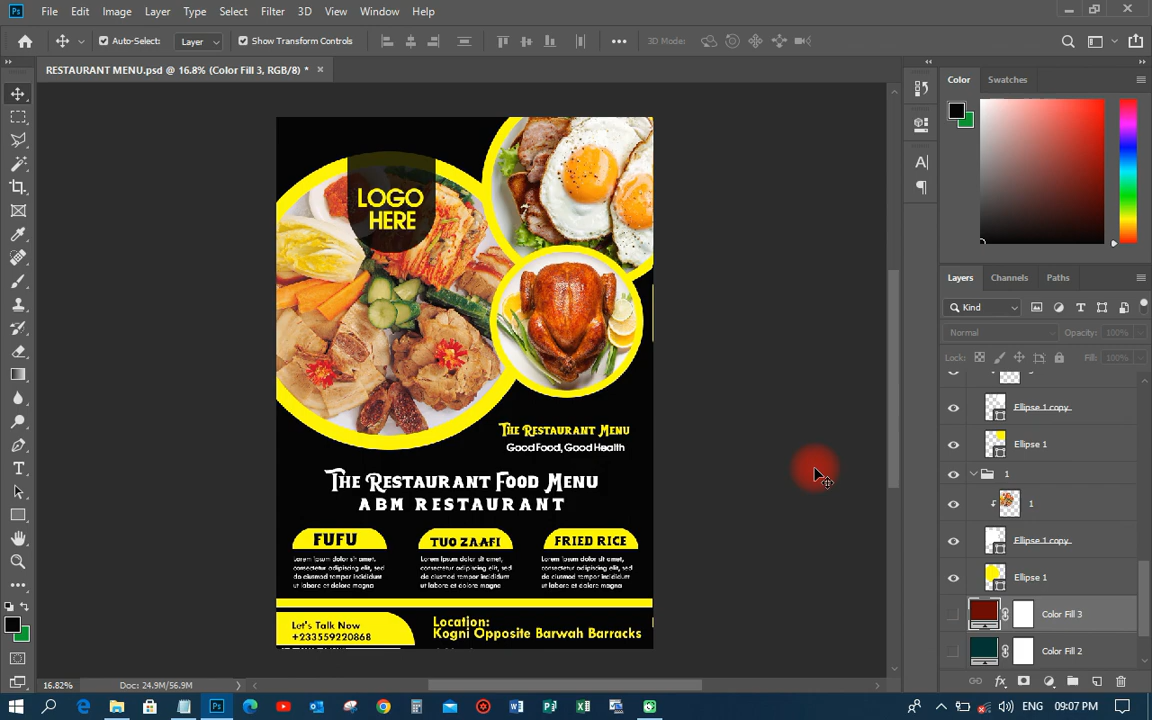 File Edit Image Layer Type Select Filter 3D View Window Help
Auto-Select: Layer Show Transform Controls 3D Mode:
RESTAURANT MENU.psd @ 16.8% (Color Fill 3, RGB/8) *
LOGO
HERE
The Restaurant Menu
Good Food, Good Health
The Restaurant Food Menu
ABM RESTAURANT
FUFU TUO ZAAFI FRIED RICE
Lorem ipsum dolor sit amet, Lorem ipsum dolor sit amet, Lorem ipsum dolor sit amet,
consectetur adipiscing elit, sed consectetur adipiscing elit, sed consectetur adipiscing elit, sed
do eiusmod tempor incididunt do eiusmod tempor incididunt do eiusmod tempor incididunt
ut labore et dolore magna ut labore et dolore magna ut labore et dolore magna
Let's Talk Now
+233559220868
Location:
Kogni Opposite Barwah Barracks
16.82% Doc: 24.9M/56.9M
Color Swatches
Layers Channels Paths
Kind
Normal Opacity: 100%
Lock: Fill: 100%
Ellipse 1 copy
Ellipse 1
1
1
Ellipse 1 copy
Ellipse 1
Color Fill 3
Color Fill 2
ENG 09:07 PM